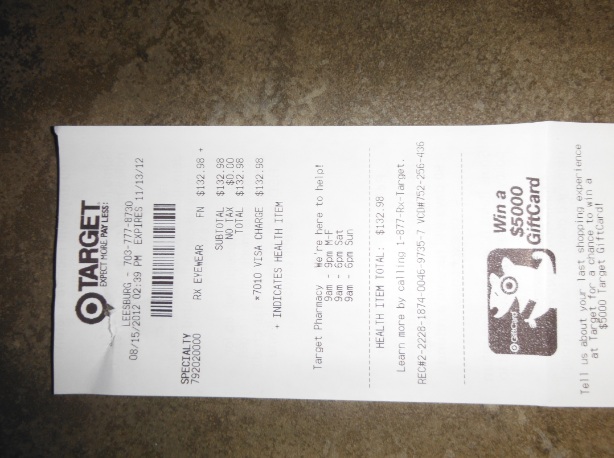 TARGET
EXPECT MORE. PAY LESS.
LEESBURG - 703-777-8730
08/15/2012 02:39 PM EXPIRES 11/13/12
SPECIALTY
792020000 RX EYEWEAR FN $132.98 +
SUBTOTAL $132.98
NO TAX $0.00
TOTAL $132.98
*7010 VISA CHARGE $132.98
+ INDICATES HEALTH ITEM
Target Pharmacy We're here to help!
9am - 9pm M-F
9am - 6pm Sat
9am - 6pm Sun
HEALTH ITEM TOTAL $132.98
Learn more by calling 1-877-Rx-Target.
REC#2-2228-1874-0046-9735-7 VCD#752-256-406
GiftCard
Win a
$5000
GiftCard
Tell us about your last shopping experience
at Target for a chance to win a
$5000 Target GiftCard!